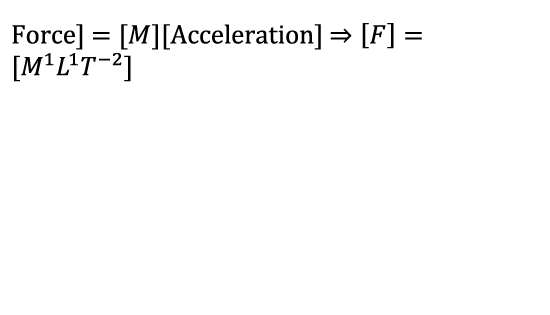 Force] = [M][Acceleration] ⇒ [F] =
[M¹L¹T⁻²]